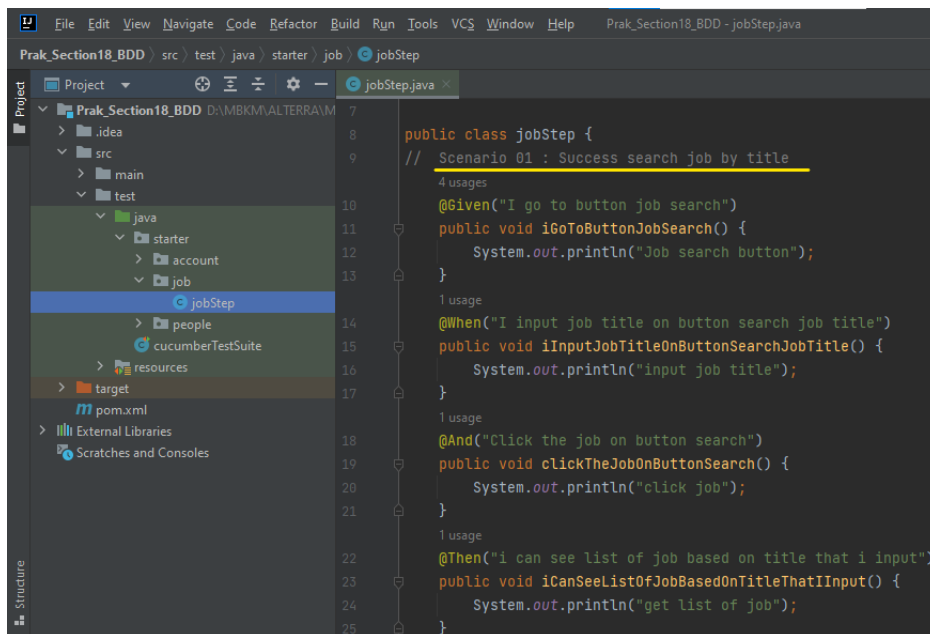 File Edit View Navigate Code Refactor Build Run Tools VCS Window Help Prak_Section18_BDD - jobStep.java
Prak_Section18_BDD src test java starter job jobStep
Project
Project
jobStep.java
Prak_Section18_BDD D:\MBKM\ALTERRA\M
.idea
src
main
test
java
starter
account
job
jobStep
people
cucumberTestSuite
resources
target
pom.xml
External Libraries
Scratches and Consoles
Structure
7
8 public class jobStep {
9 // Scenario 01 : Success search job by title
4 usages
10 @Given("I go to button job search")
11 public void iGoToButtonJobSearch() {
12 System.out.println("Job search button");
13 }
1 usage
14 @When("I input job title on button search job title")
15 public void iInputJobTitleOnButtonSearchJobTitle() {
16 System.out.println("input job title");
17 }
1 usage
18 @And("Click the job on button search")
19 public void clickTheJobOnButtonSearch() {
20 System.out.println("click job");
21 }
1 usage
22 @Then("i can see list of job based on title that i input")
23 public void iCanSeeListOfJobBasedOnTitleThatIInput() {
24 System.out.println("get list of job");
25 }